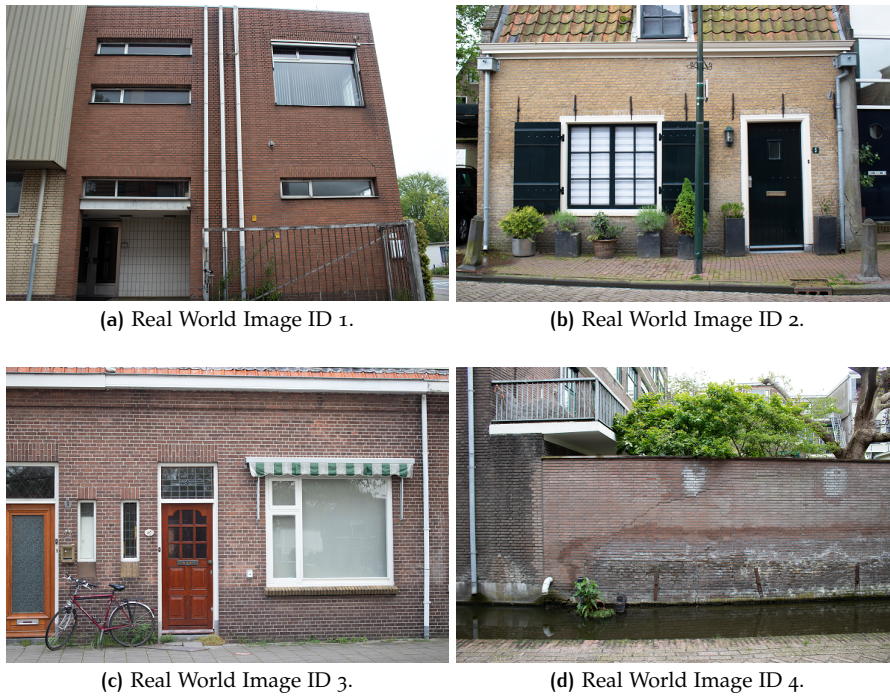 (a) Real World Image ID 1.
(b) Real World Image ID 2.
(c) Real World Image ID 3.
(d) Real World Image ID 4.